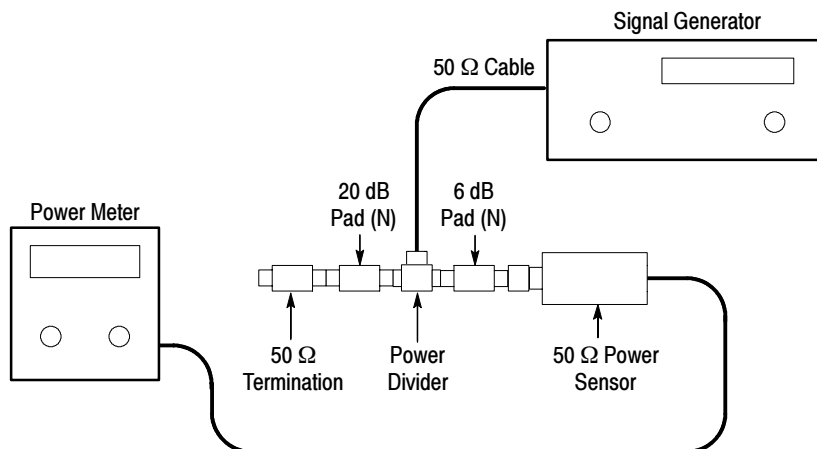 Signal Generator
50 Ω Cable
20 dB
Pad (N)
6 dB
Pad (N)
Power Meter
50 Ω
Termination
Power
Divider
50 Ω Power
Sensor